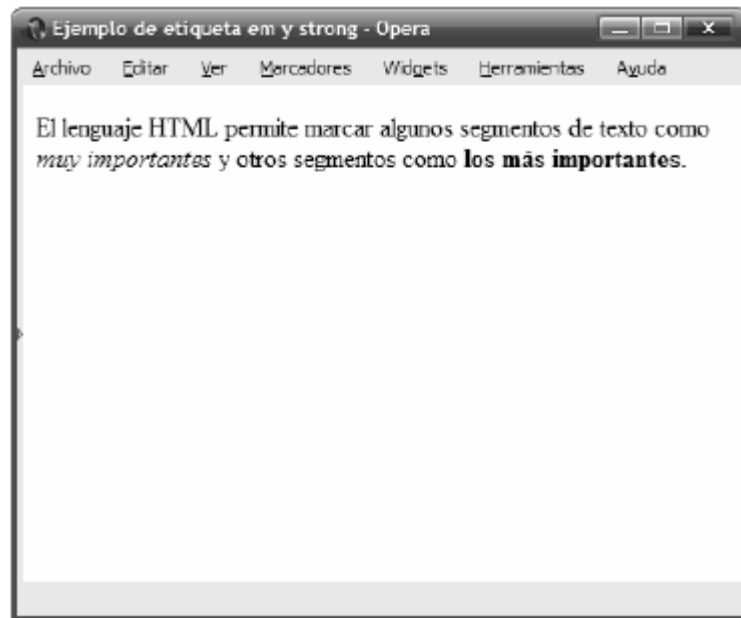 Ejemplo de etiqueta em y strong - Opera
Archivo Editar Ver Marcadores Widgets Herramientas Ayuda
El lenguaje HTML permite marcar algunos segmentos de texto como
muy importantes y otros segmentos como los más importantes.